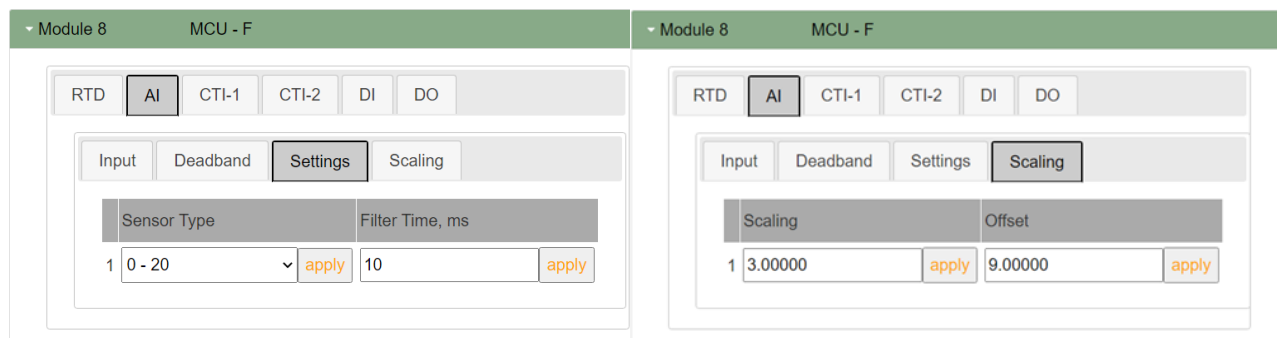 Module 8 MCU - F
RTD AI CTI-1 CTI-2 DI DO
Input Deadband Settings Scaling
Sensor Type Filter Time, ms
1 0 - 20 apply 10 apply
Module 8 MCU - F
RTD AI CTI-1 CTI-2 DI DO
Input Deadband Settings Scaling
Scaling Offset
1 3.00000 apply 9.00000 apply